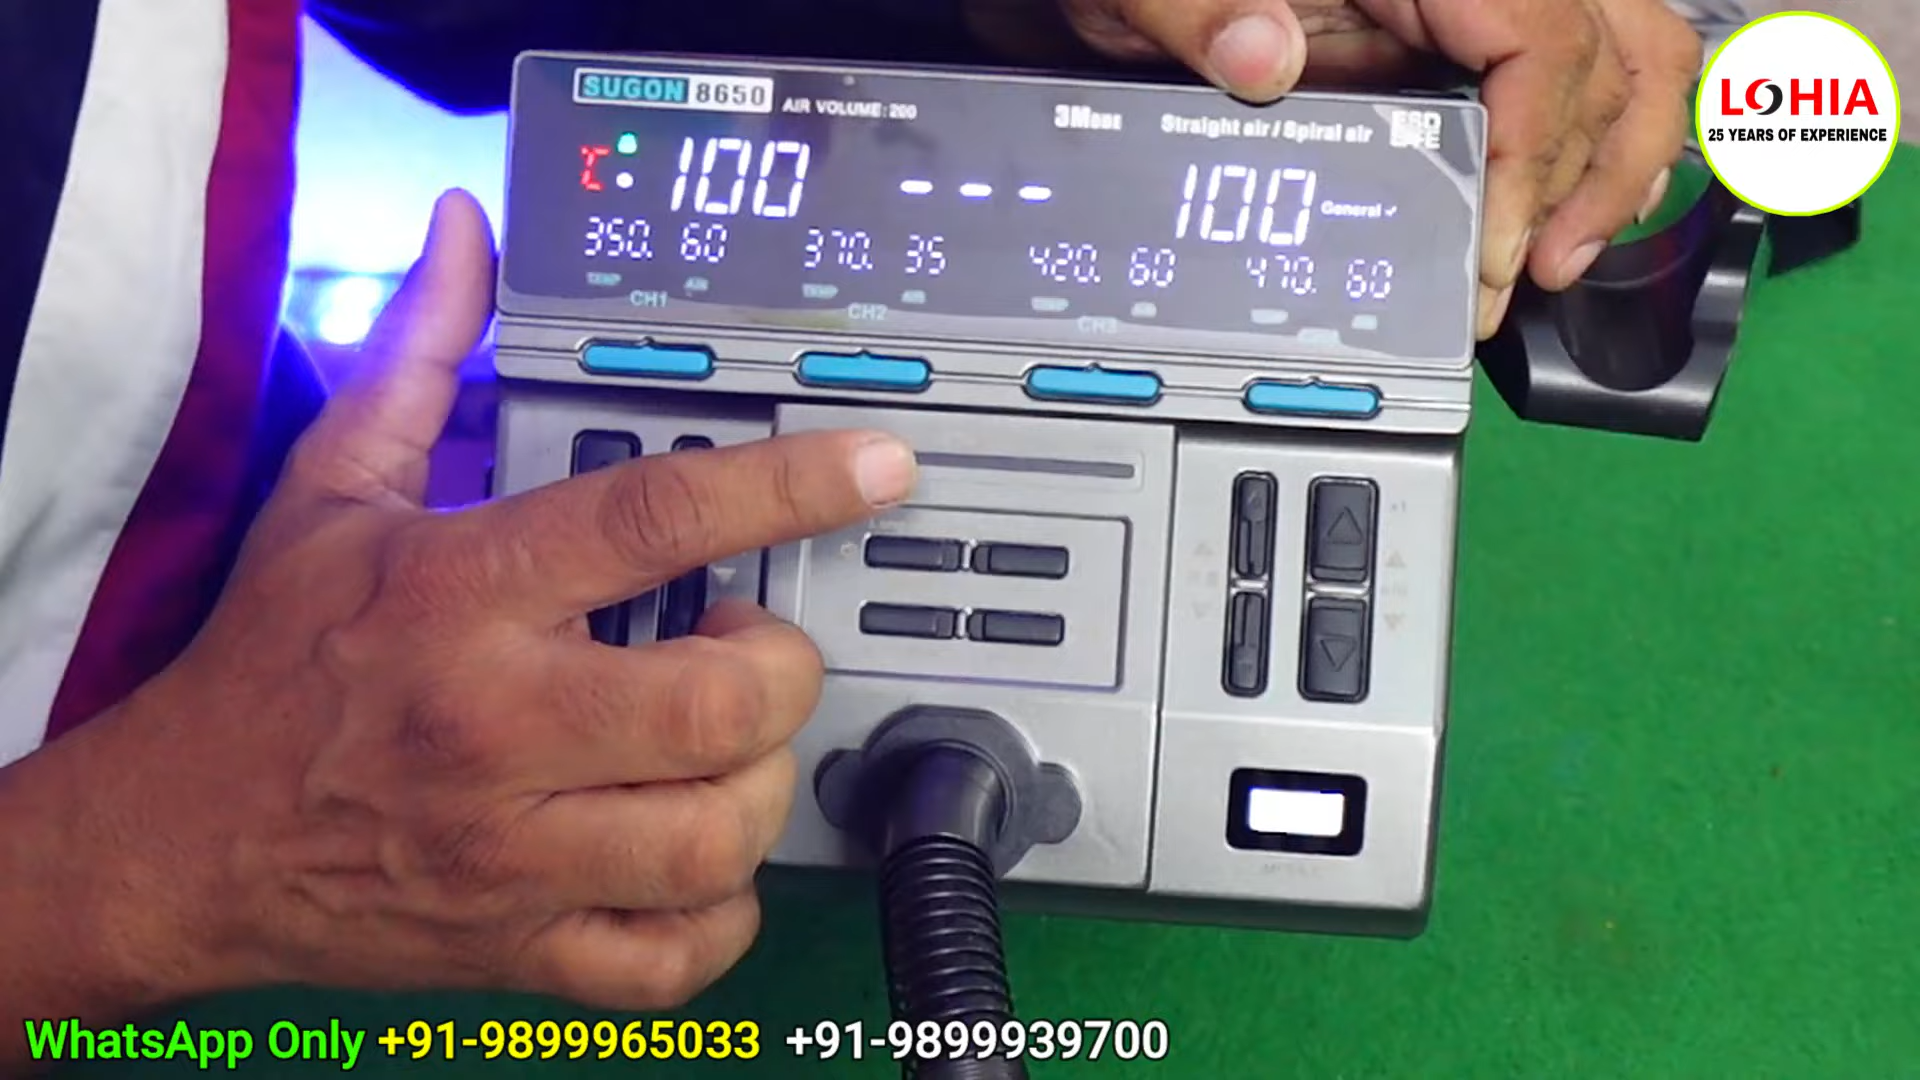 SUGON 8650 AIR VOLUME: 200
3MODE Straight air / Spiral air ESD
℃ 100 - - - 100 General ✓
350. 60 370. 35 420. 60 470. 60
TEMP AIR TEMP AIR TEMP AIR
CH1 CH2 CH3
LOHIA
25 YEARS OF EXPERIENCE
WhatsApp Only +91-9899965033 +91-9899939700